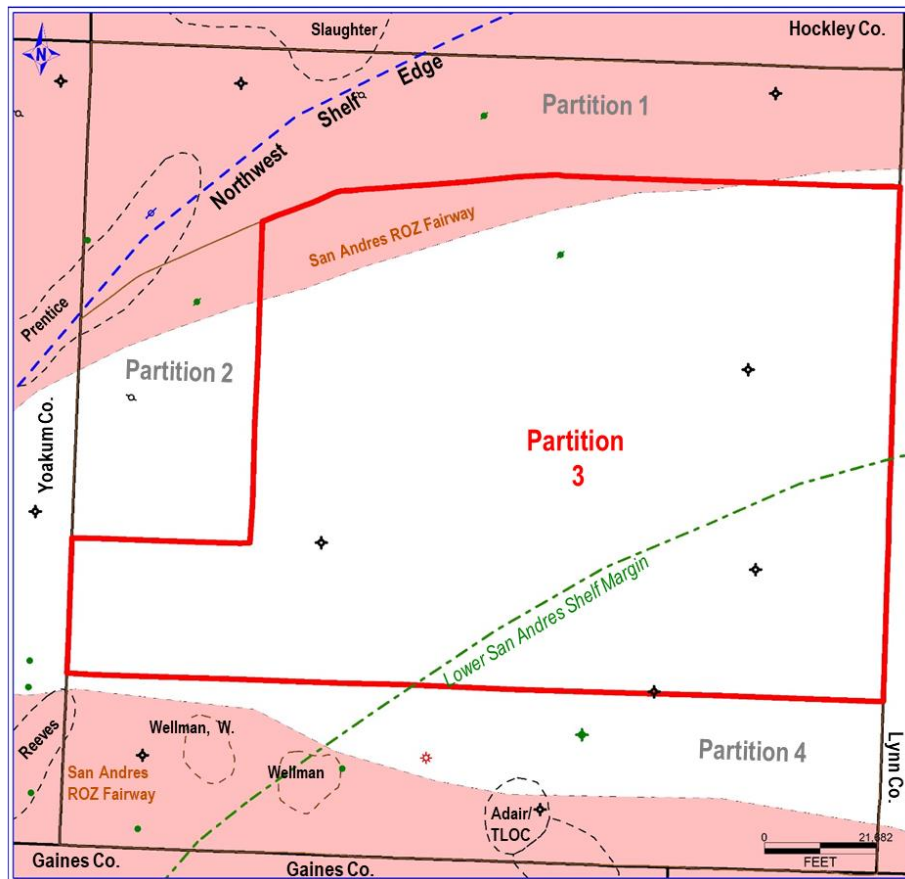 Slaughter
Hockley Co.
N
Edge
Shelf
Northwest
Partition 1
San Andres ROZ Fairway
Prentice
Partition 2
Yoakum Co.
Partition
3
Lower San Andres Shelf Margin
Reeves
Wellman, W.
Wellman
San Andres
ROZ Fairway
Partition 4
Lynn Co.
Adair/
TLOC
0 21,682
FEET
Gaines Co.
Gaines Co.